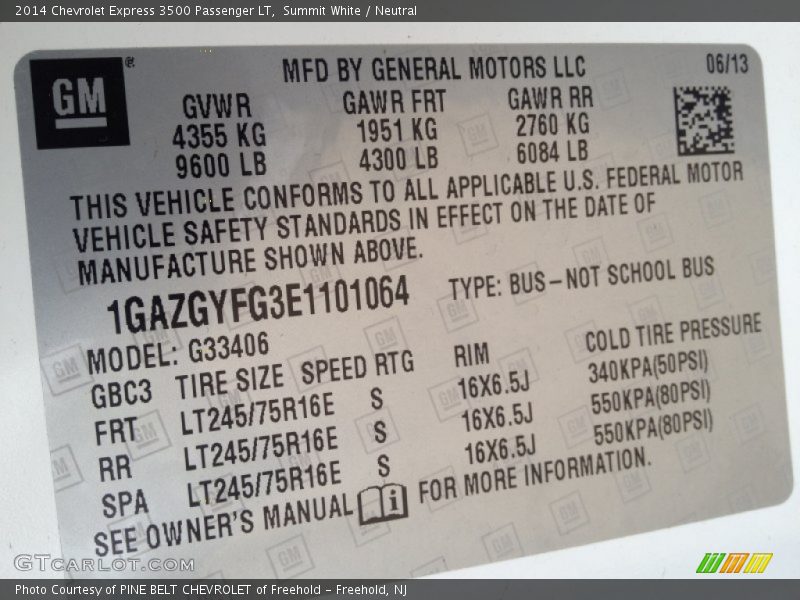 2014 Chevrolet Express 3500 Passenger LT,  Summit White / Neutral
GM®
MFD BY GENERAL MOTORS LLC 06/13
GVWR GAWR FRT GAWR RR
4355 KG 1951 KG 2760 KG
9600 LB 4300 LB 6084 LB
THIS VEHICLE CONFORMS TO ALL APPLICABLE U.S. FEDERAL MOTOR
VEHICLE SAFETY STANDARDS IN EFFECT ON THE DATE OF
MANUFACTURE SHOWN ABOVE.
1GAZGYFG3E1101064 TYPE: BUS-NOT SCHOOL BUS
MODEL: G33406
GBC3 TIRE SIZE SPEED RTG RIM COLD TIRE PRESSURE
FRT LT245/75R16E S 16X6.5J 340KPA(50PSI)
RR LT245/75R16E S 16X6.5J 550KPA(80PSI)
SPA LT245/75R16E S 16X6.5J 550KPA(80PSI)
SEE OWNER'S MANUAL i FOR MORE INFORMATION.
GTCARLOT.COM
Photo Courtesy of PINE BELT CHEVROLET of Freehold - Freehold, NJ